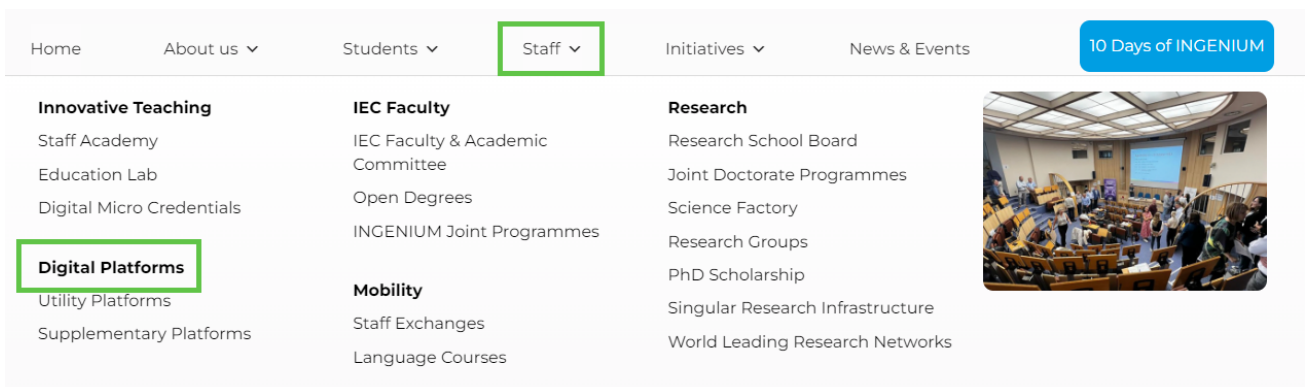 Home
About us
Students
Staff
Initiatives
News & Events
10 Days of INGENIUM
Innovative Teaching
Staff Academy
Education Lab
Digital Micro Credentials
Digital Platforms
Utility Platforms
Supplementary Platforms
IEC Faculty
IEC Faculty & Academic
Committee
Open Degrees
INGENIUM Joint Programmes
Mobility
Staff Exchanges
Language Courses
Research
Research School Board
Joint Doctorate Programmes
Science Factory
Research Groups
PhD Scholarship
Singular Research Infrastructure
World Leading Research Networks